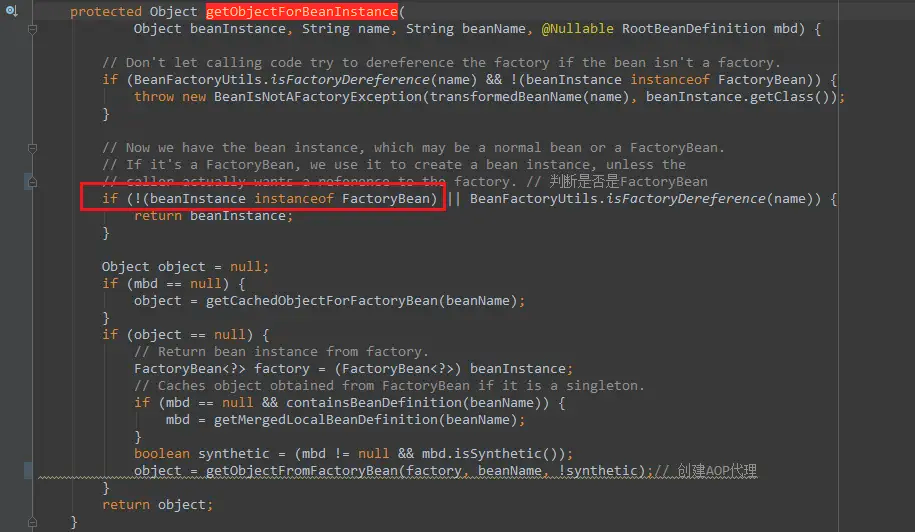 protected Object getObjectForBeanInstance(
Object beanInstance, String name, String beanName, @Nullable RootBeanDefinition mbd) {
// Don't let calling code try to dereference the factory if the bean isn't a factory.
if (BeanFactoryUtils.isFactoryDereference(name) && !(beanInstance instanceof FactoryBean)) {
throw new BeanIsNotAFactoryException(transformedBeanName(name), beanInstance.getClass());
}
// Now we have the bean instance, which may be a normal bean or a FactoryBean.
// If it's a FactoryBean, we use it to create a bean instance, unless the
// caller actually wants a reference to the factory. // 判断是否是FactoryBean
if (!(beanInstance instanceof FactoryBean) || BeanFactoryUtils.isFactoryDereference(name)) {
return beanInstance;
}
Object object = null;
if (mbd == null) {
object = getCachedObjectForFactoryBean(beanName);
}
if (object == null) {
// Return bean instance from factory.
FactoryBean<?> factory = (FactoryBean<?>) beanInstance;
// Caches object obtained from FactoryBean if it is a singleton.
if (mbd == null && containsBeanDefinition(beanName)) {
mbd = getMergedLocalBeanDefinition(beanName);
}
boolean synthetic = (mbd != null && mbd.isSynthetic());
object = getObjectFromFactoryBean(factory, beanName, !synthetic);// 创建AOP代理
}
return object;
}